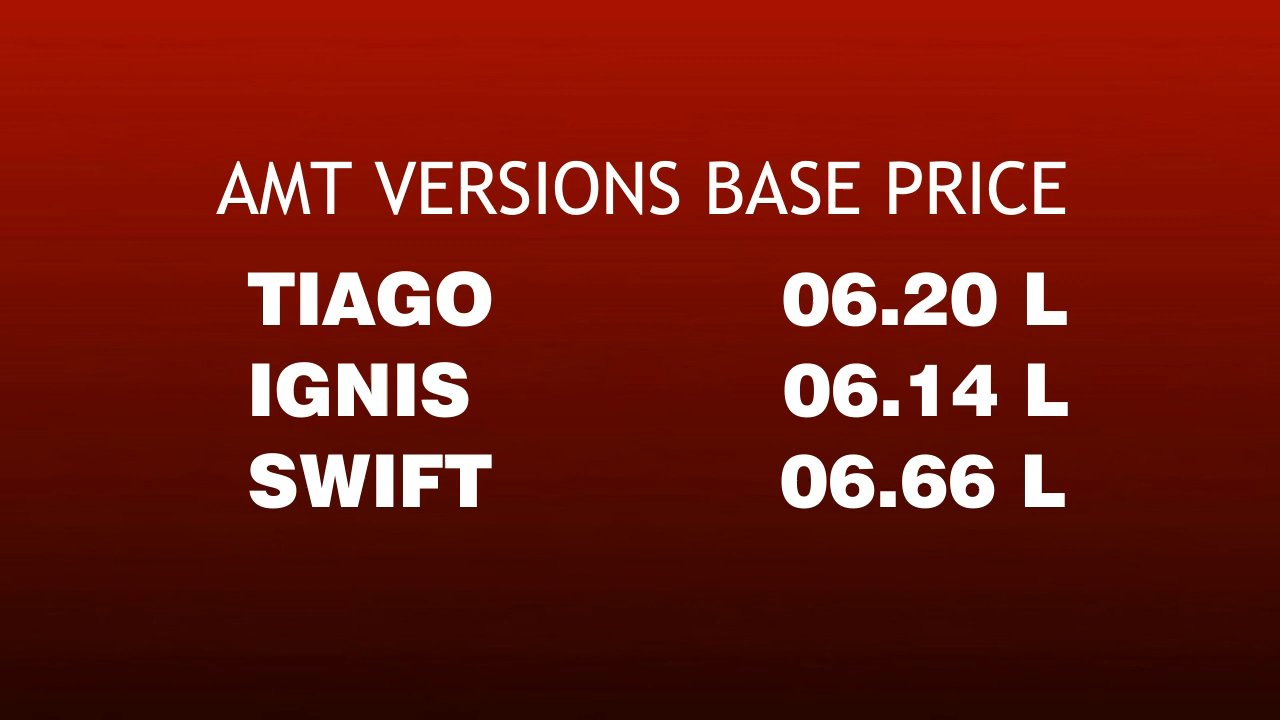 AMT VERSIONS BASE PRICE
TIAGO 06.20 L
IGNIS 06.14 L
SWIFT 06.66 L